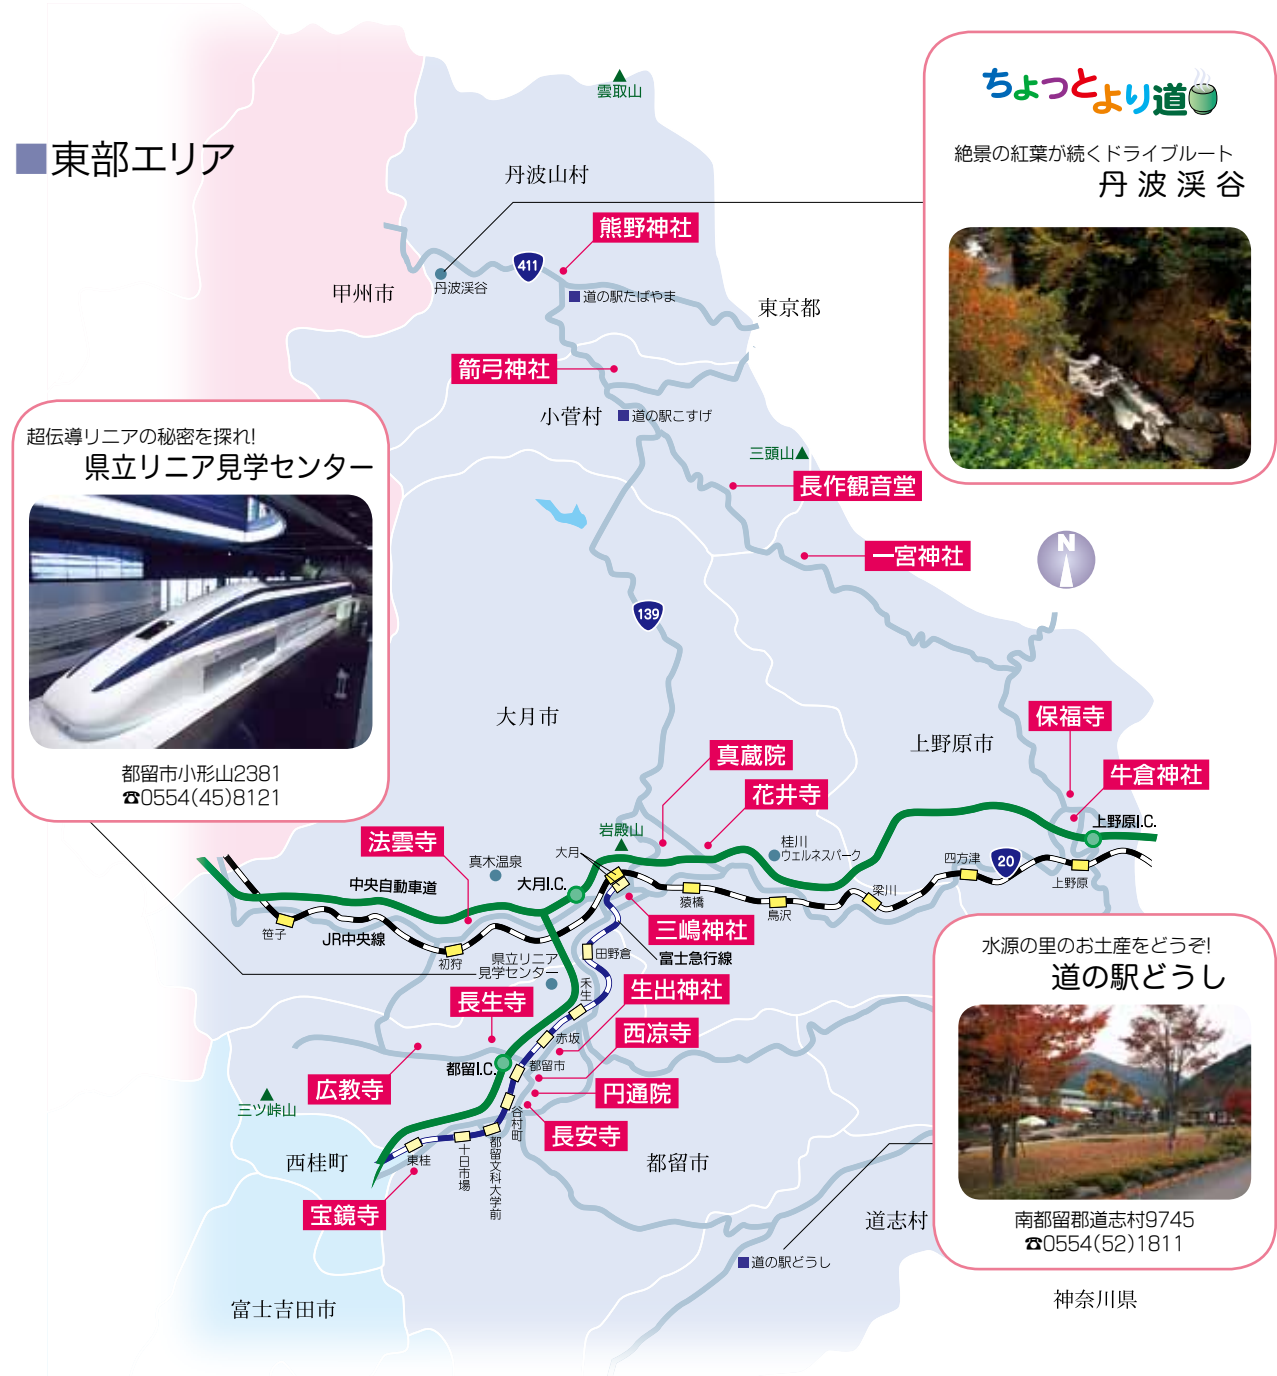 東部エリア
雲取山
丹波山村
熊野神社
411
丹波渓谷
道の駅たばやま
甲州市
東京都
箭弓神社
小菅村
道の駅こすげ
三頭山
長作観音堂
一宮神社
N
139
ちょっとより道
絶景の紅葉が続くドライブルート
丹波渓谷
超伝導リニアの秘密を探れ!
県立リニア見学センター
都留市小形山2381
☎0554(45)8121
大月市
上野原市
保福寺
牛倉神社
真蔵院
花井寺
上野原I.C.
岩殿山
法雲寺
真木温泉
大月
桂川
ウェルネスパーク
四方津
20
中央自動車道
大月I.C.
猿橋
鳥沢
梁川
上野原
笹子
JR中央線
初狩
三嶋神社
田野倉
富士急行線
県立リニア
見学センター
禾生
生出神社
長生寺
赤坂
西凉寺
都留I.C.
都留市
広教寺
円通院
三ツ峠山
谷村町
長安寺
西桂町
東桂
十日市場
都留文科大学前
都留市
宝鏡寺
道志村
道の駅どうし
富士吉田市
水源の里のお土産をどうぞ!
道の駅どうし
南都留郡道志村9745
☎0554(52)1811
神奈川県